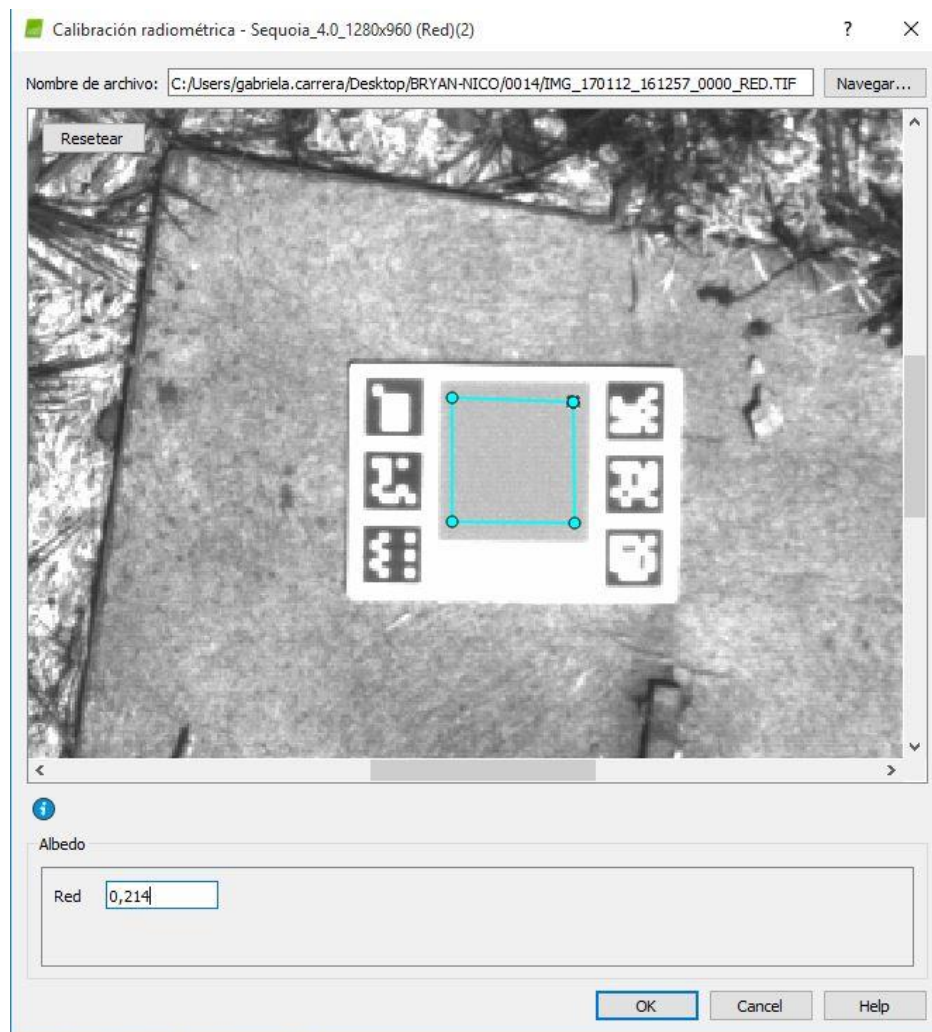 Calibración radiométrica - Sequoia_4.0_1280x960 (Red)(2) ?
Nombre de archivo: C:/Users/gabriela.carrera/Desktop/BRYAN-NICO/0014/IMG_170112_161257_0000_RED.TIF Navegar...
Resetear
Albedo
Red 0,214
OK Cancel Help